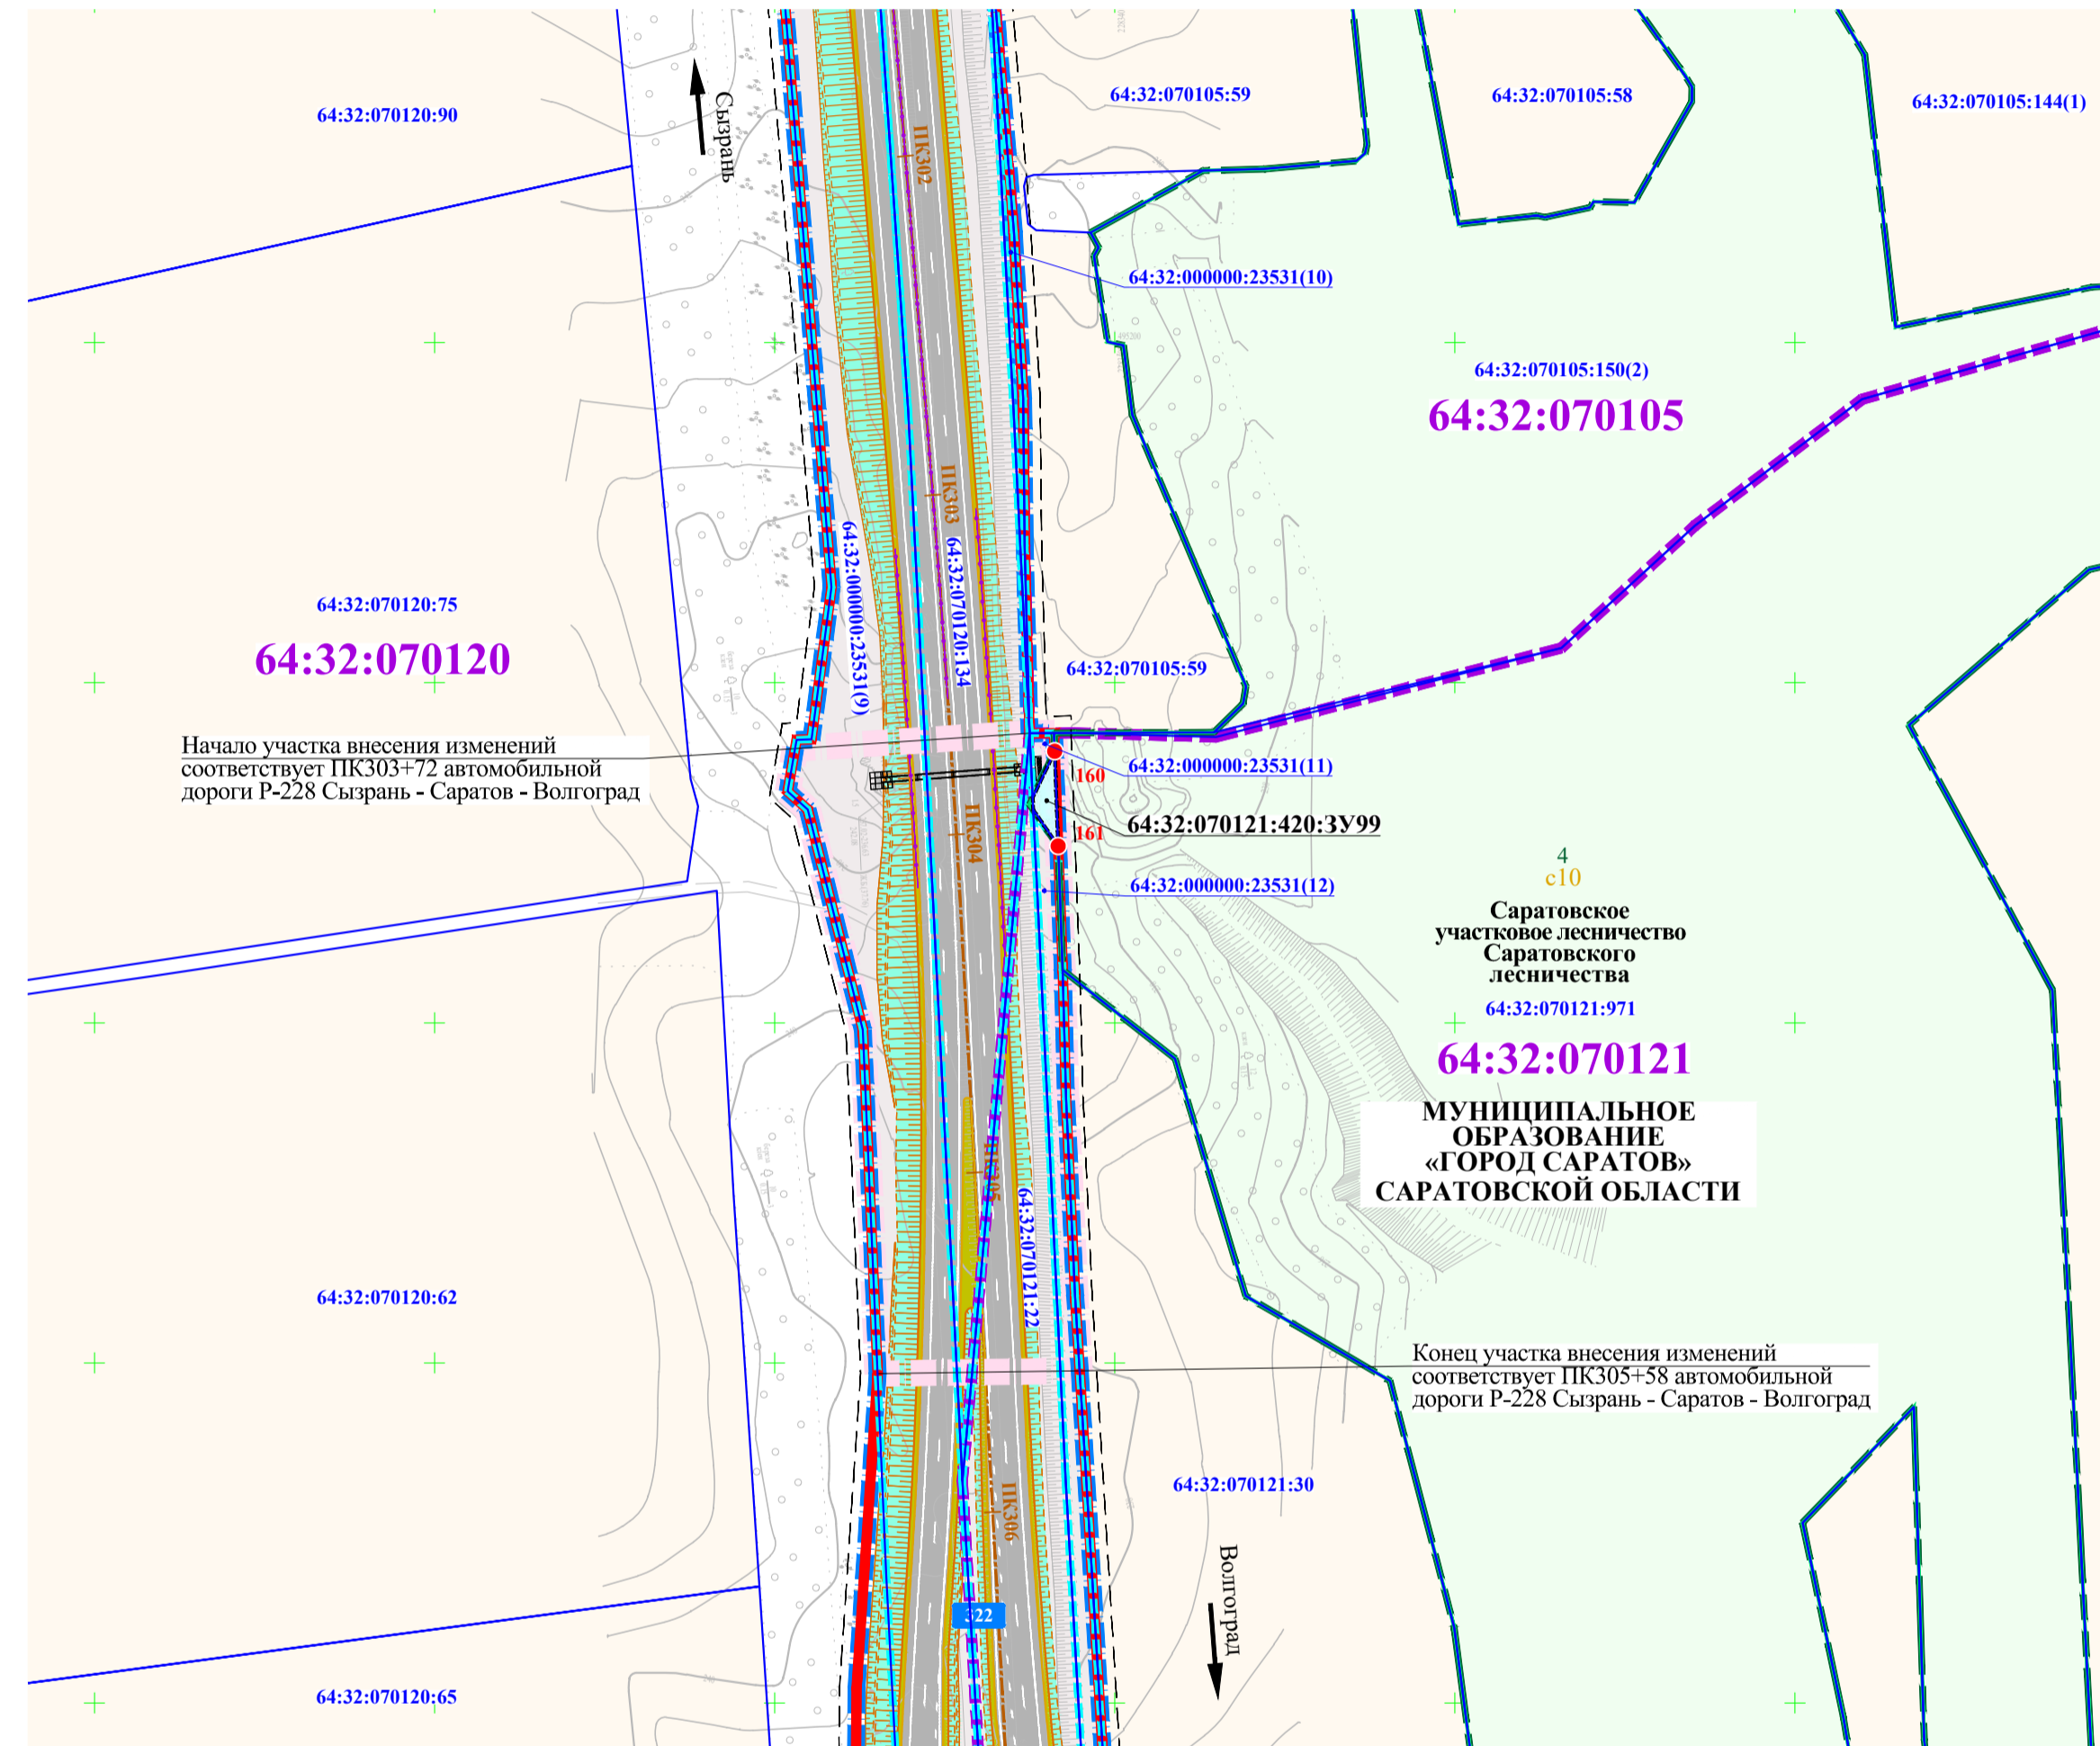 64:32:070120:90
Сызрань
ПК302
64:32:070105:59
64:32:070105:58
64:32:070105:144(1)
64:32:000000:23531(10)
64:32:070105:150(2)
64:32:070105
ПК303
64:32:000000:23531(9)
64:32:070120:134
64:32:070120:75
64:32:070120
64:32:070105:59
Начало участка внесения изменений
соответствует ПК303+72 автомобильной
дороги Р-228 Сызрань - Саратов - Волгоград
64:32:000000:23531(11)
160
64:32:070121:420:ЗУ99
161
ПК304
64:32:000000:23531(12)
4
с10
Саратовское
участковое лесничество
Саратовского
лесничества
64:32:070121:971
64:32:070121
МУНИЦИПАЛЬНОЕ
ОБРАЗОВАНИЕ
«ГОРОД САРАТОВ»
САРАТОВСКОЙ ОБЛАСТИ
ПК305
64:32:070121:22
64:32:070120:62
Конец участка внесения изменений
соответствует ПК305+58 автомобильной
дороги Р-228 Сызрань - Саратов - Волгоград
64:32:070121:30
ПК306
Волгоград
322
64:32:070120:65